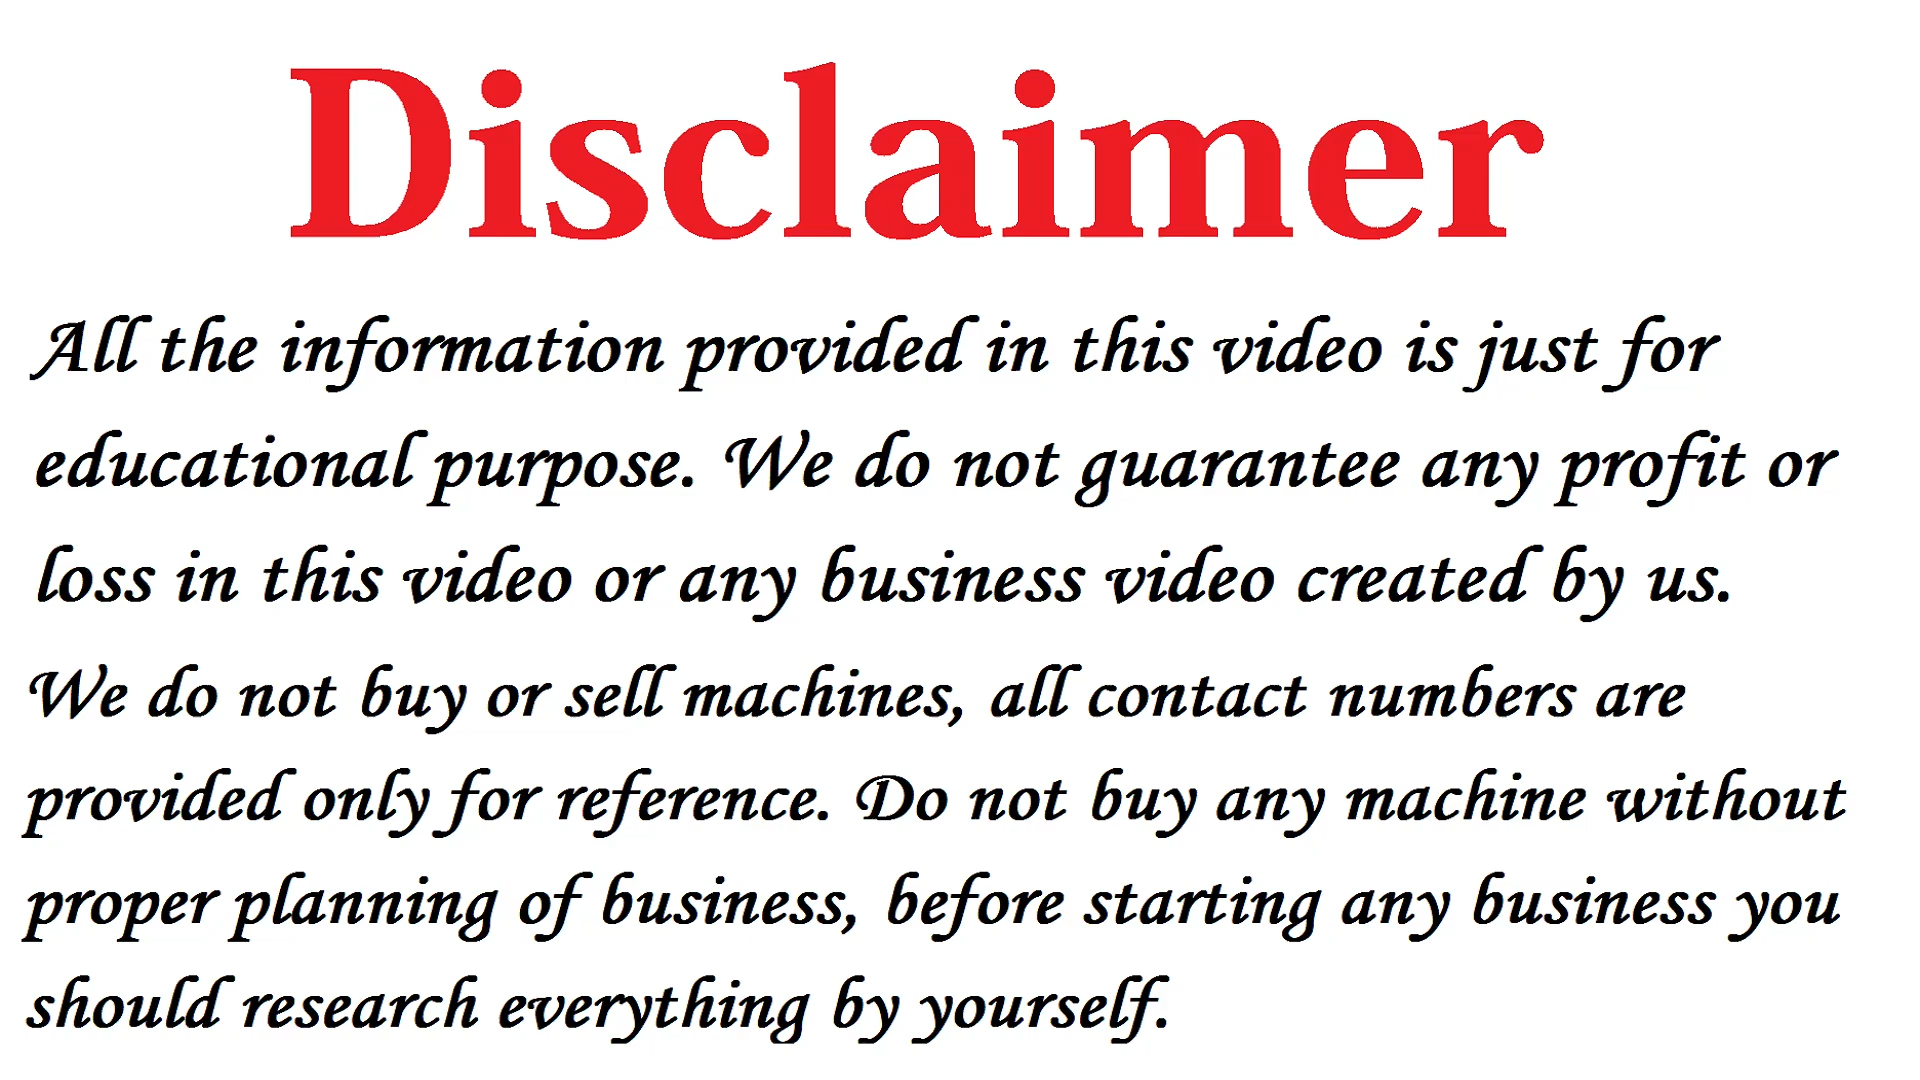 Disclaimer
All the information provided in this video is just for
educational purpose. We do not guarantee any profit or
loss in this video or any business video created by us.
We do not buy or sell machines, all contact numbers are
provided only for reference. Do not buy any machine without
proper planning of business, before starting any business you
should research everything by yourself.